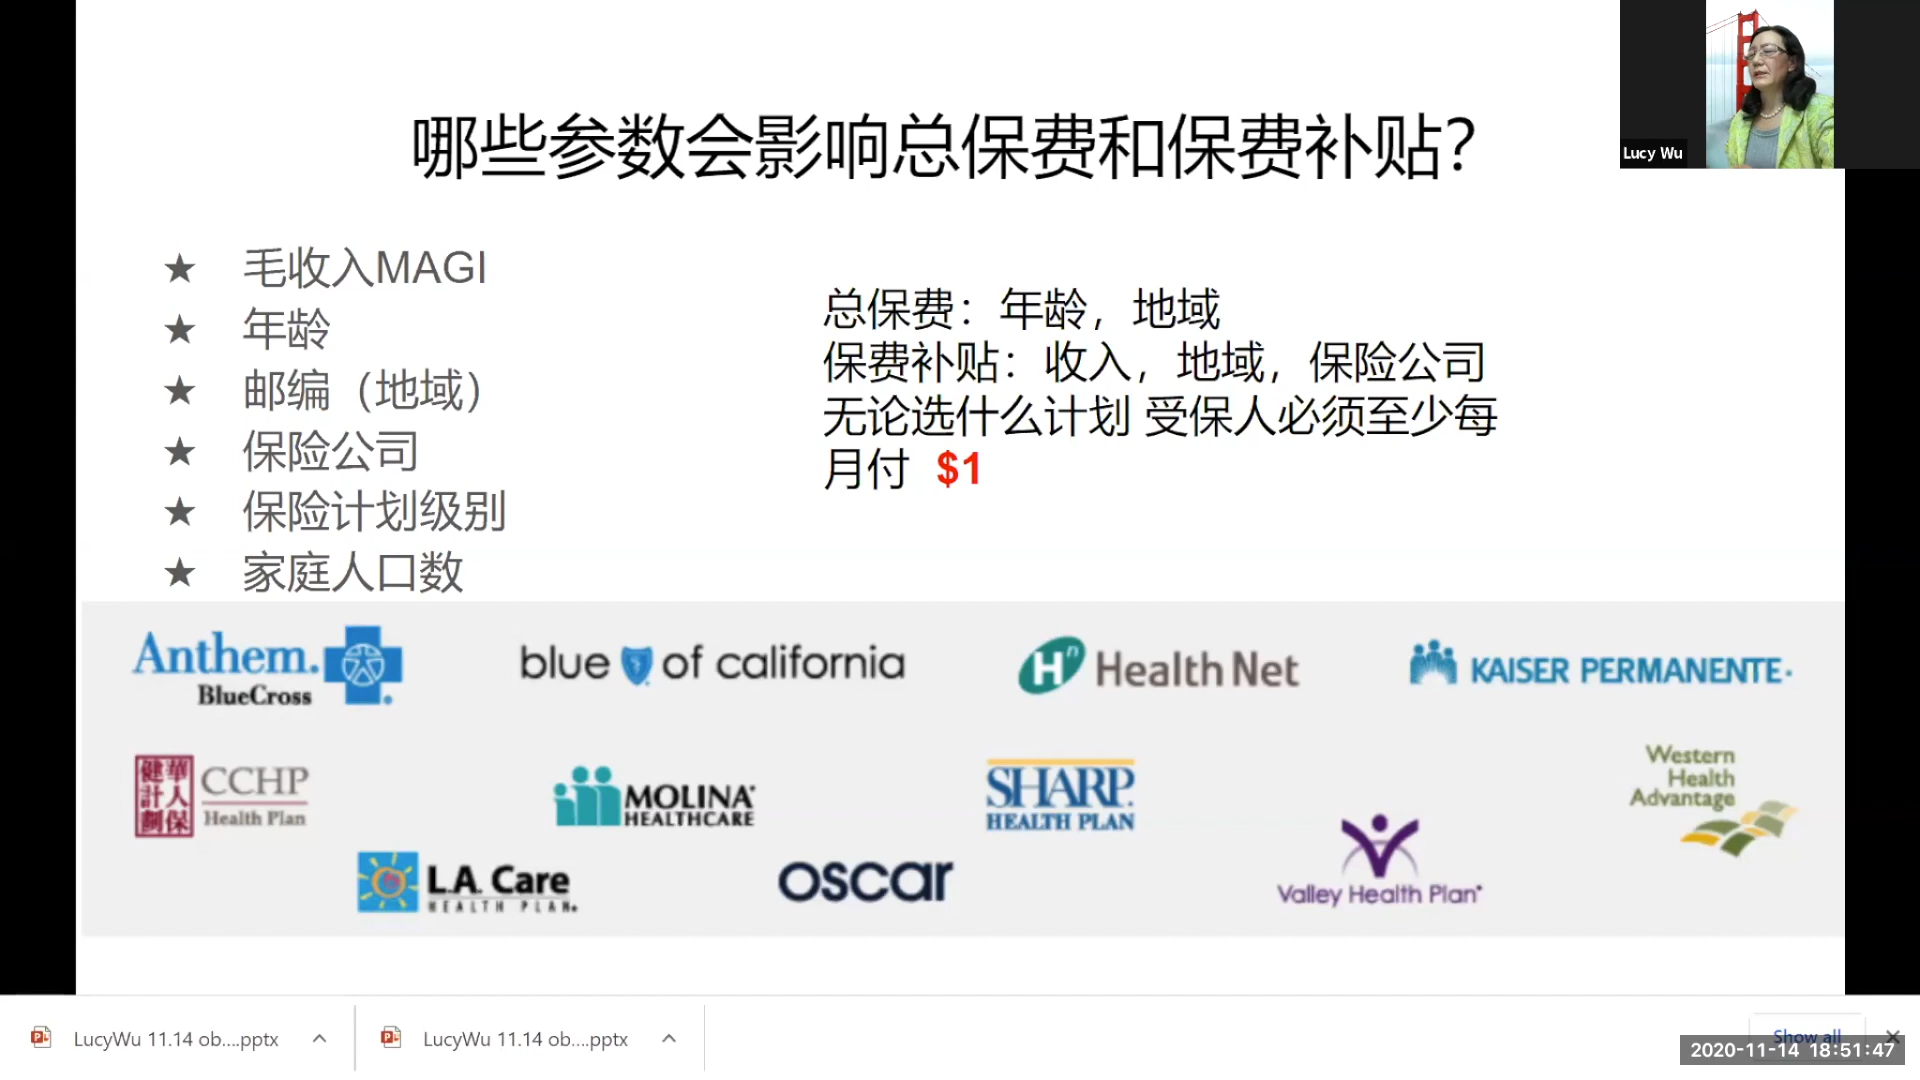 哪些参数会影响总保费和保费补贴？
Lucy Wu
★ 毛收入MAGI
★ 年龄
★ 邮编（地域）
★ 保险公司
★ 保险计划级别
★ 家庭人口数
总保费：年龄，地域
保费补贴：收入，地域，保险公司
无论选什么计划 受保人必须至少每
月付 $1
Anthem.
BlueCross
blue of california
Hn Health Net
KAISER PERMANENTE.
健華
計人
劃保
CCHP
Health Plan
MOLINA
HEALTHCARE
SHARP.
HEALTH PLAN
Western
Health
Advantage
L.A. Care
HEALTH PLAN
oscar
Valley Health Plan
LucyWu 11.14 ob....pptx
LucyWu 11.14 ob....pptx
Show all
2020-11-14 18:51:47